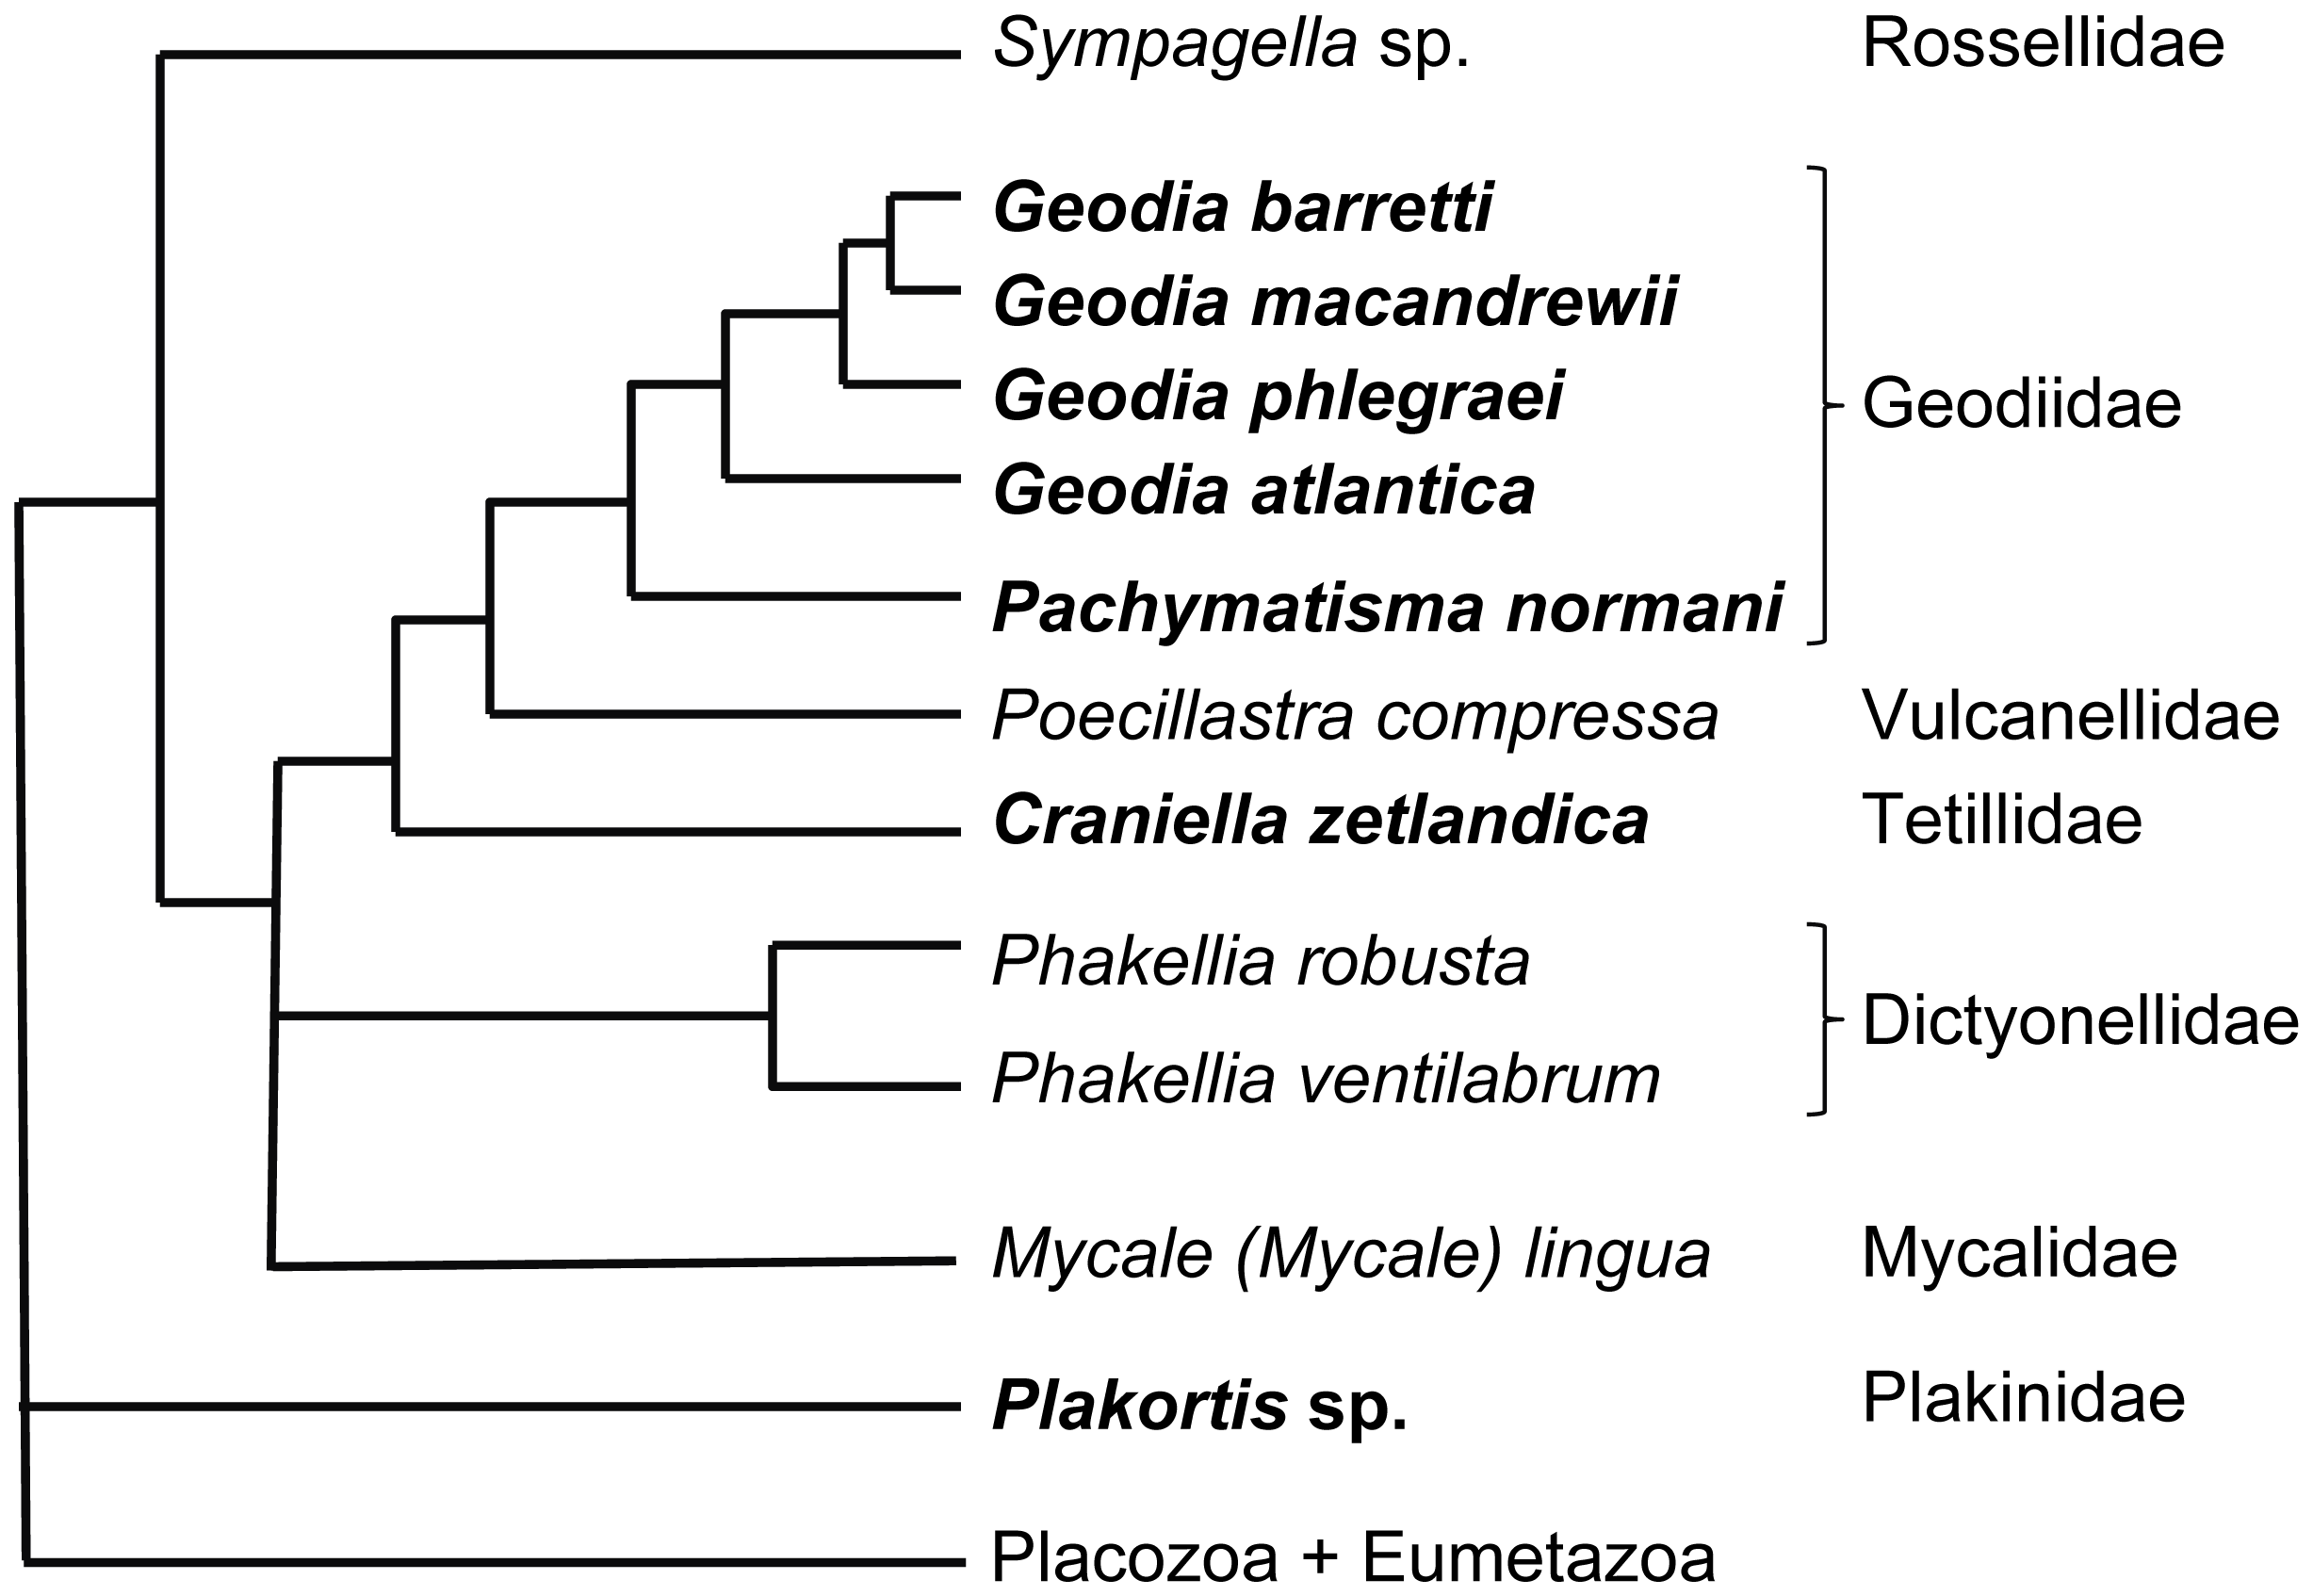 Sympagella sp. Rossellidae
Geodia barretti
Geodia macandrewii
Geodia phlegraei Geodiidae
Geodia atlantica
Pachymatisma normani
Poecillastra compressa Vulcanellidae
Craniella zetlandica Tetillidae
Phakellia robusta
Dictyonellidae
Phakellia ventilabrum
Mycale (Mycale) lingua Mycalidae
Plakortis sp. Plakinidae
Placozoa + Eumetazoa